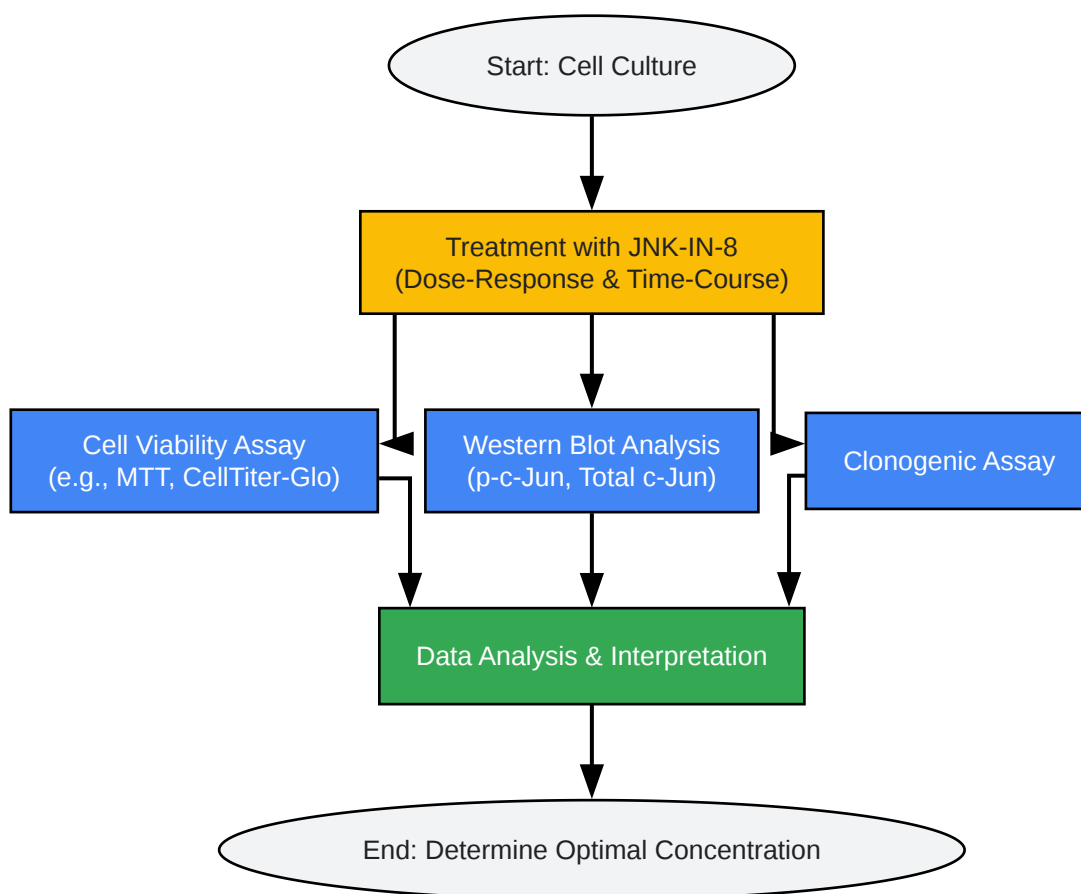 Start: Cell Culture
Treatment with JNK-IN-8
(Dose-Response & Time-Course)
Cell Viability Assay
(e.g., MTT, CellTiter-Glo)
Western Blot Analysis
(p-c-Jun, Total c-Jun)
Clonogenic Assay
Data Analysis & Interpretation
End: Determine Optimal Concentration